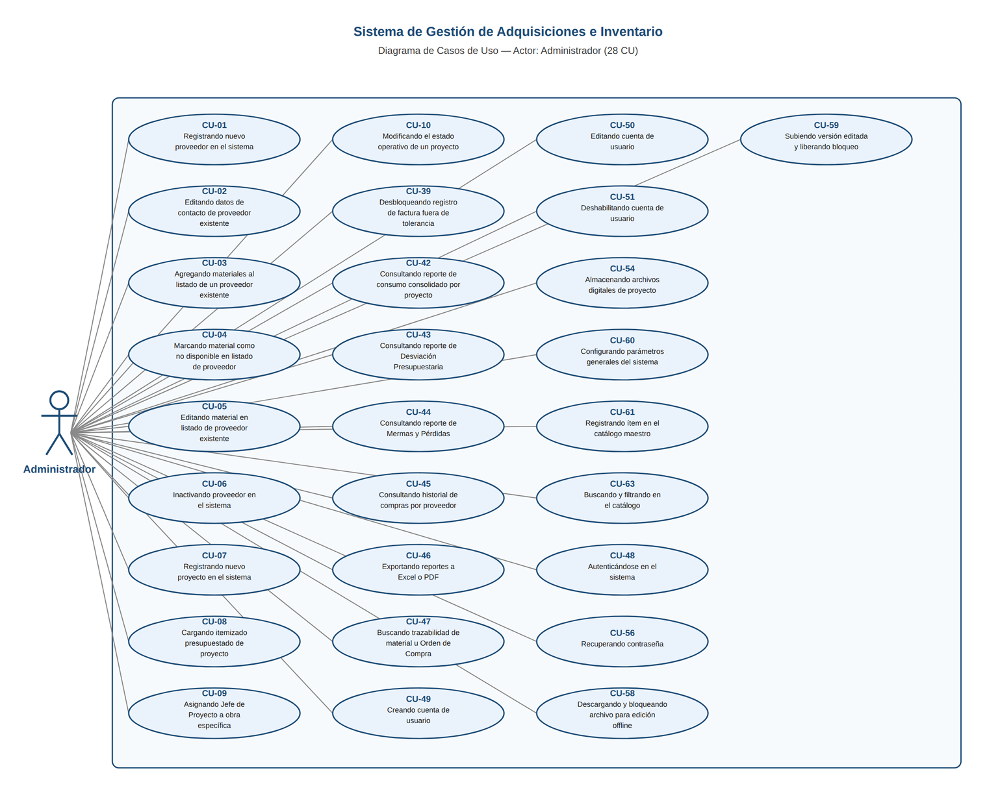 Sistema de Gestión de Adquisiciones e Inventario
Diagrama de Casos de Uso — Actor: Administrador (28 CU)
CU-01
Registrando nuevo
proveedor en el sistema
CU-10
Modificando el estado
operativo de un proyecto
CU-50
Editando cuenta de
usuario
CU-59
Subiendo versión editada
y liberando bloqueo
CU-02
Editando datos de
contacto de proveedor
existente
CU-39
Desbloqueando registro
de factura fuera de
tolerancia
CU-51
Deshabilitando cuenta de
usuario
CU-03
Agregando materiales al
listado de un proveedor
existente
CU-42
Consultando reporte de
consumo consolidado por
proyecto
CU-54
Almacenando archivos
digitales de proyecto
CU-04
Marcando material como
no disponible en listado
de proveedor
CU-43
Consultando reporte de
Desviación
Presupuestaria
CU-60
Configurando parámetros
generales del sistema
CU-05
Editando material en
listado de proveedor
existente
CU-44
Consultando reporte de
Mermas y Pérdidas
CU-61
Registrando ítem en el
catálogo maestro
Administrador
CU-06
Inactivando proveedor en
el sistema
CU-45
Consultando historial de
compras por proveedor
CU-63
Buscando y filtrando en
el catálogo
CU-07
Registrando nuevo
proyecto en el sistema
CU-46
Exportando reportes a
Excel o PDF
CU-48
Autenticándose en el
sistema
CU-08
Cargando itemizado
presupuestado de
proyecto
CU-47
Buscando trazabilidad de
material u Orden de
Compra
CU-56
Recuperando contraseña
CU-09
Asignando Jefe de
Proyecto a obra
específica
CU-49
Creando cuenta de
usuario
CU-58
Descargando y bloqueando
archivo para edición
offline